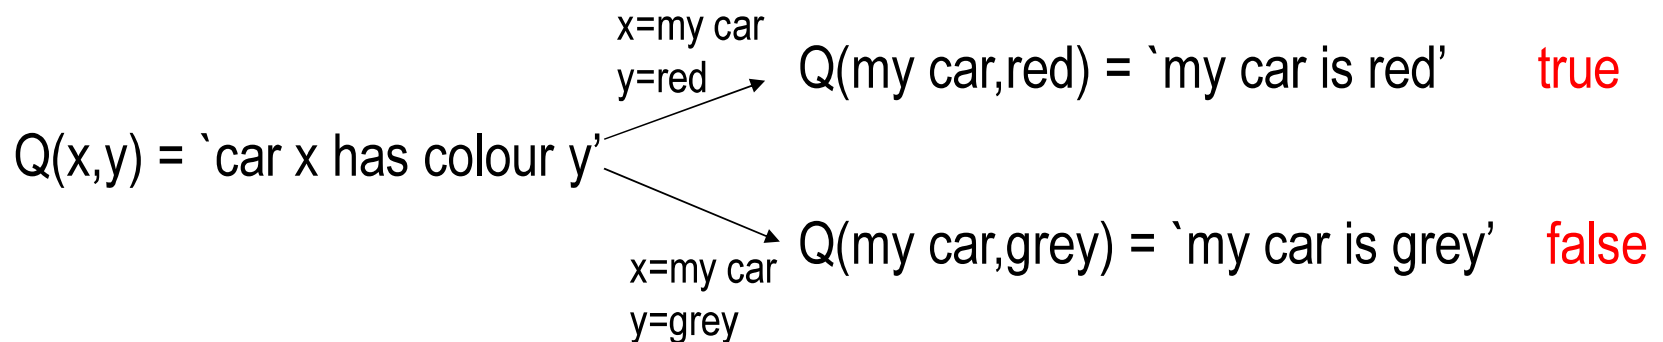 x=my car
y=red
Q(my car,red) = `my car is red’ true
Q(x,y) = `car x has colour y’
Q(my car,grey) = `my car is grey’ false
x=my car
y=grey